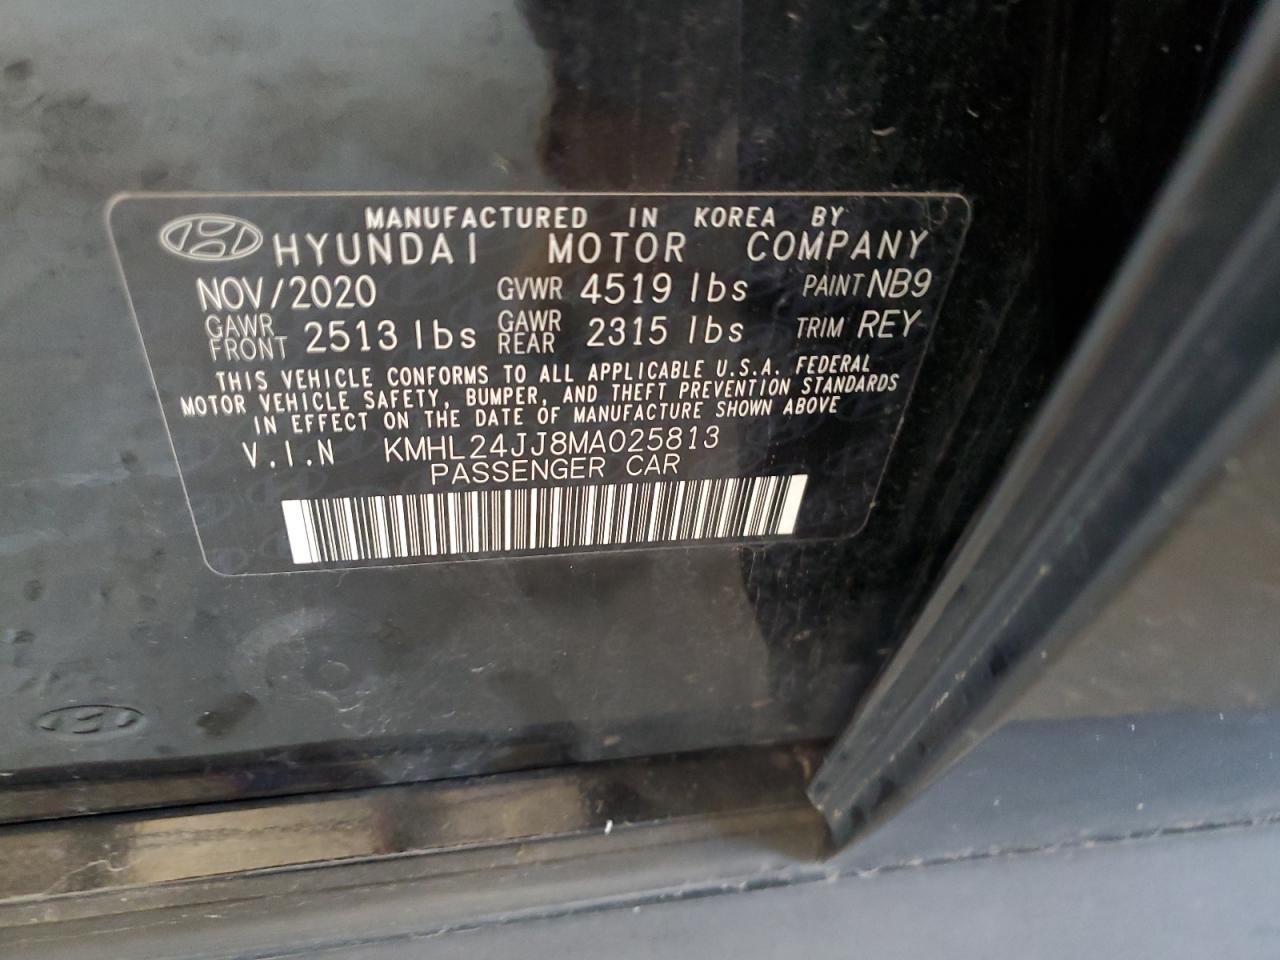 MANUFACTURED IN KOREA BY
HYUNDAI MOTOR COMPANY
NOV/2020 GVWR 4519 lbs PAINT NB9
GAWR FRONT 2513 lbs GAWR REAR 2315 lbs TRIM REY
THIS VEHICLE CONFORMS TO ALL APPLICABLE U.S.A. FEDERAL
MOTOR VEHICLE SAFETY, BUMPER, AND THEFT PREVENTION STANDARDS
IN EFFECT ON THE DATE OF MANUFACTURE SHOWN ABOVE
V.I.N KMHL24JJ8MA025813
PASSENGER CAR